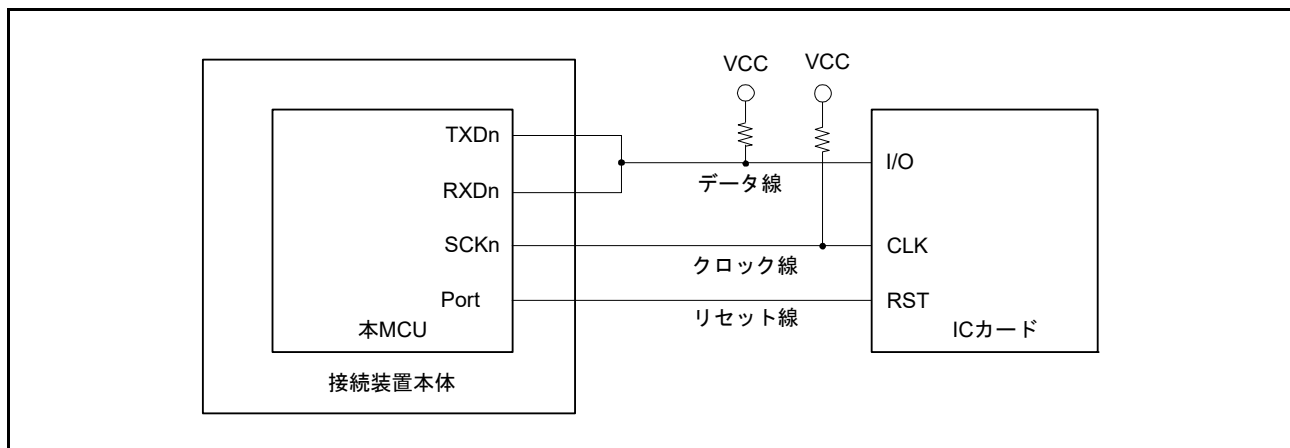 VCC
VCC
TXDn
RXDn
SCKn
Port
本MCU
接続装置本体
データ線
クロック線
リセット線
I/O
CLK
RST
ICカード